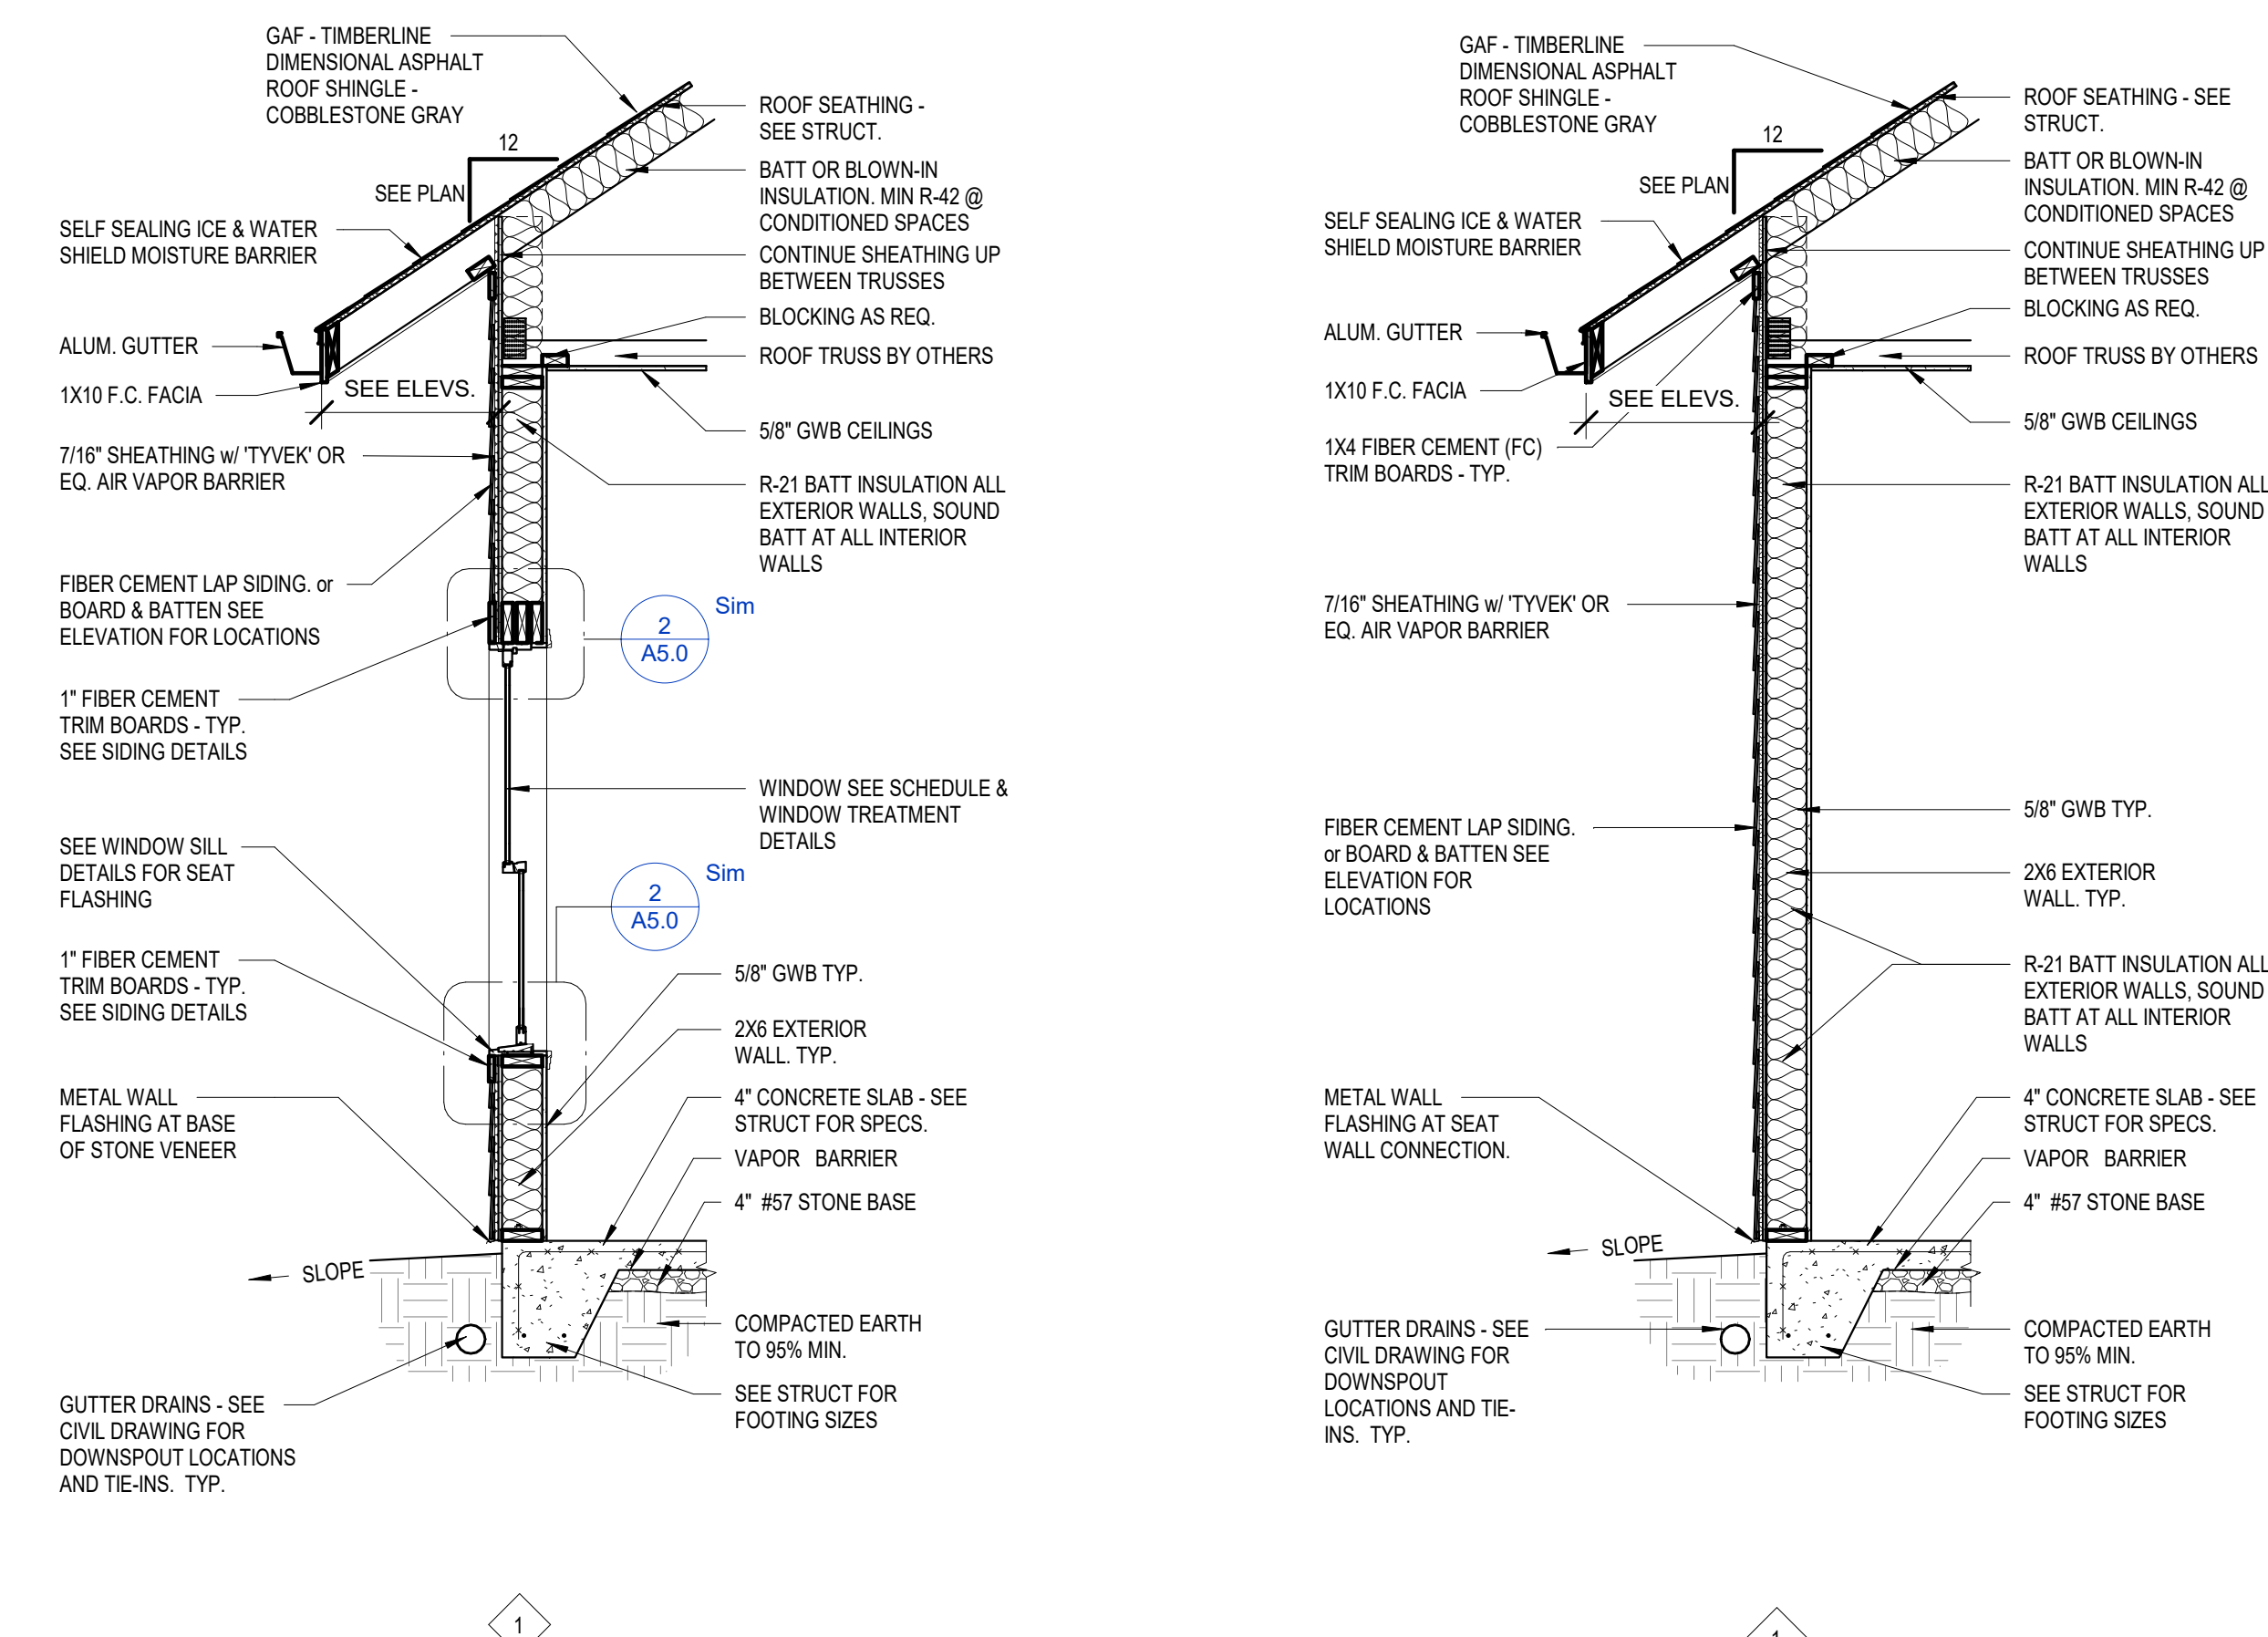 GAF - TIMBERLINE
DIMENSIONAL ASPHALT
ROOF SHINGLE -
COBBLESTONE GRAY
12
SEE PLAN
SELF SEALING ICE & WATER
SHIELD MOISTURE BARRIER
ALUM. GUTTER
1X10 F.C. FACIA
SEE ELEVS.
7/16" SHEATHING w/ 'TYVEK' OR
EQ. AIR VAPOR BARRIER
FIBER CEMENT LAP SIDING. or
BOARD & BATTEN SEE
ELEVATION FOR LOCATIONS
1" FIBER CEMENT
TRIM BOARDS - TYP.
SEE SIDING DETAILS
SEE WINDOW SILL
DETAILS FOR SEAT
FLASHING
1" FIBER CEMENT
TRIM BOARDS - TYP.
SEE SIDING DETAILS
METAL WALL
FLASHING AT BASE
OF STONE VENEER
SLOPE
GUTTER DRAINS - SEE
CIVIL DRAWING FOR
DOWNSPOUT LOCATIONS
AND TIE-INS. TYP.
ROOF SEATHING -
SEE STRUCT.
BATT OR BLOWN-IN
INSULATION. MIN R-42 @
CONDITIONED SPACES
CONTINUE SHEATHING UP
BETWEEN TRUSSES
BLOCKING AS REQ.
ROOF TRUSS BY OTHERS
5/8" GWB CEILINGS
R-21 BATT INSULATION ALL
EXTERIOR WALLS, SOUND
BATT AT ALL INTERIOR
WALLS
Sim
2
A5.0
WINDOW SEE SCHEDULE &
WINDOW TREATMENT
DETAILS
Sim
2
A5.0
5/8" GWB TYP.
2X6 EXTERIOR
WALL. TYP.
4" CONCRETE SLAB - SEE
STRUCT FOR SPECS.
VAPOR BARRIER
4" #57 STONE BASE
COMPACTED EARTH
TO 95% MIN.
SEE STRUCT FOR
FOOTING SIZES
1
GAF - TIMBERLINE
DIMENSIONAL ASPHALT
ROOF SHINGLE -
COBBLESTONE GRAY
12
SEE PLAN
SELF SEALING ICE & WATER
SHIELD MOISTURE BARRIER
ALUM. GUTTER
1X10 F.C. FACIA
SEE ELEVS.
1X4 FIBER CEMENT (FC)
TRIM BOARDS - TYP.
7/16" SHEATHING w/ 'TYVEK' OR
EQ. AIR VAPOR BARRIER
FIBER CEMENT LAP SIDING.
or BOARD & BATTEN SEE
ELEVATION FOR
LOCATIONS
METAL WALL
FLASHING AT SEAT
WALL CONNECTION.
SLOPE
GUTTER DRAINS - SEE
CIVIL DRAWING FOR
DOWNSPOUT
LOCATIONS AND TIE-
INS. TYP.
ROOF SEATHING - SEE
STRUCT.
BATT OR BLOWN-IN
INSULATION. MIN R-42 @
CONDITIONED SPACES
CONTINUE SHEATHING UP
BETWEEN TRUSSES
BLOCKING AS REQ.
ROOF TRUSS BY OTHERS
5/8" GWB CEILINGS
R-21 BATT INSULATION ALL
EXTERIOR WALLS, SOUND
BATT AT ALL INTERIOR
WALLS
5/8" GWB TYP.
2X6 EXTERIOR
WALL. TYP.
R-21 BATT INSULATION ALL
EXTERIOR WALLS, SOUND
BATT AT ALL INTERIOR
WALLS
4" CONCRETE SLAB - SEE
STRUCT FOR SPECS.
VAPOR BARRIER
4" #57 STONE BASE
COMPACTED EARTH
TO 95% MIN.
SEE STRUCT FOR
FOOTING SIZES